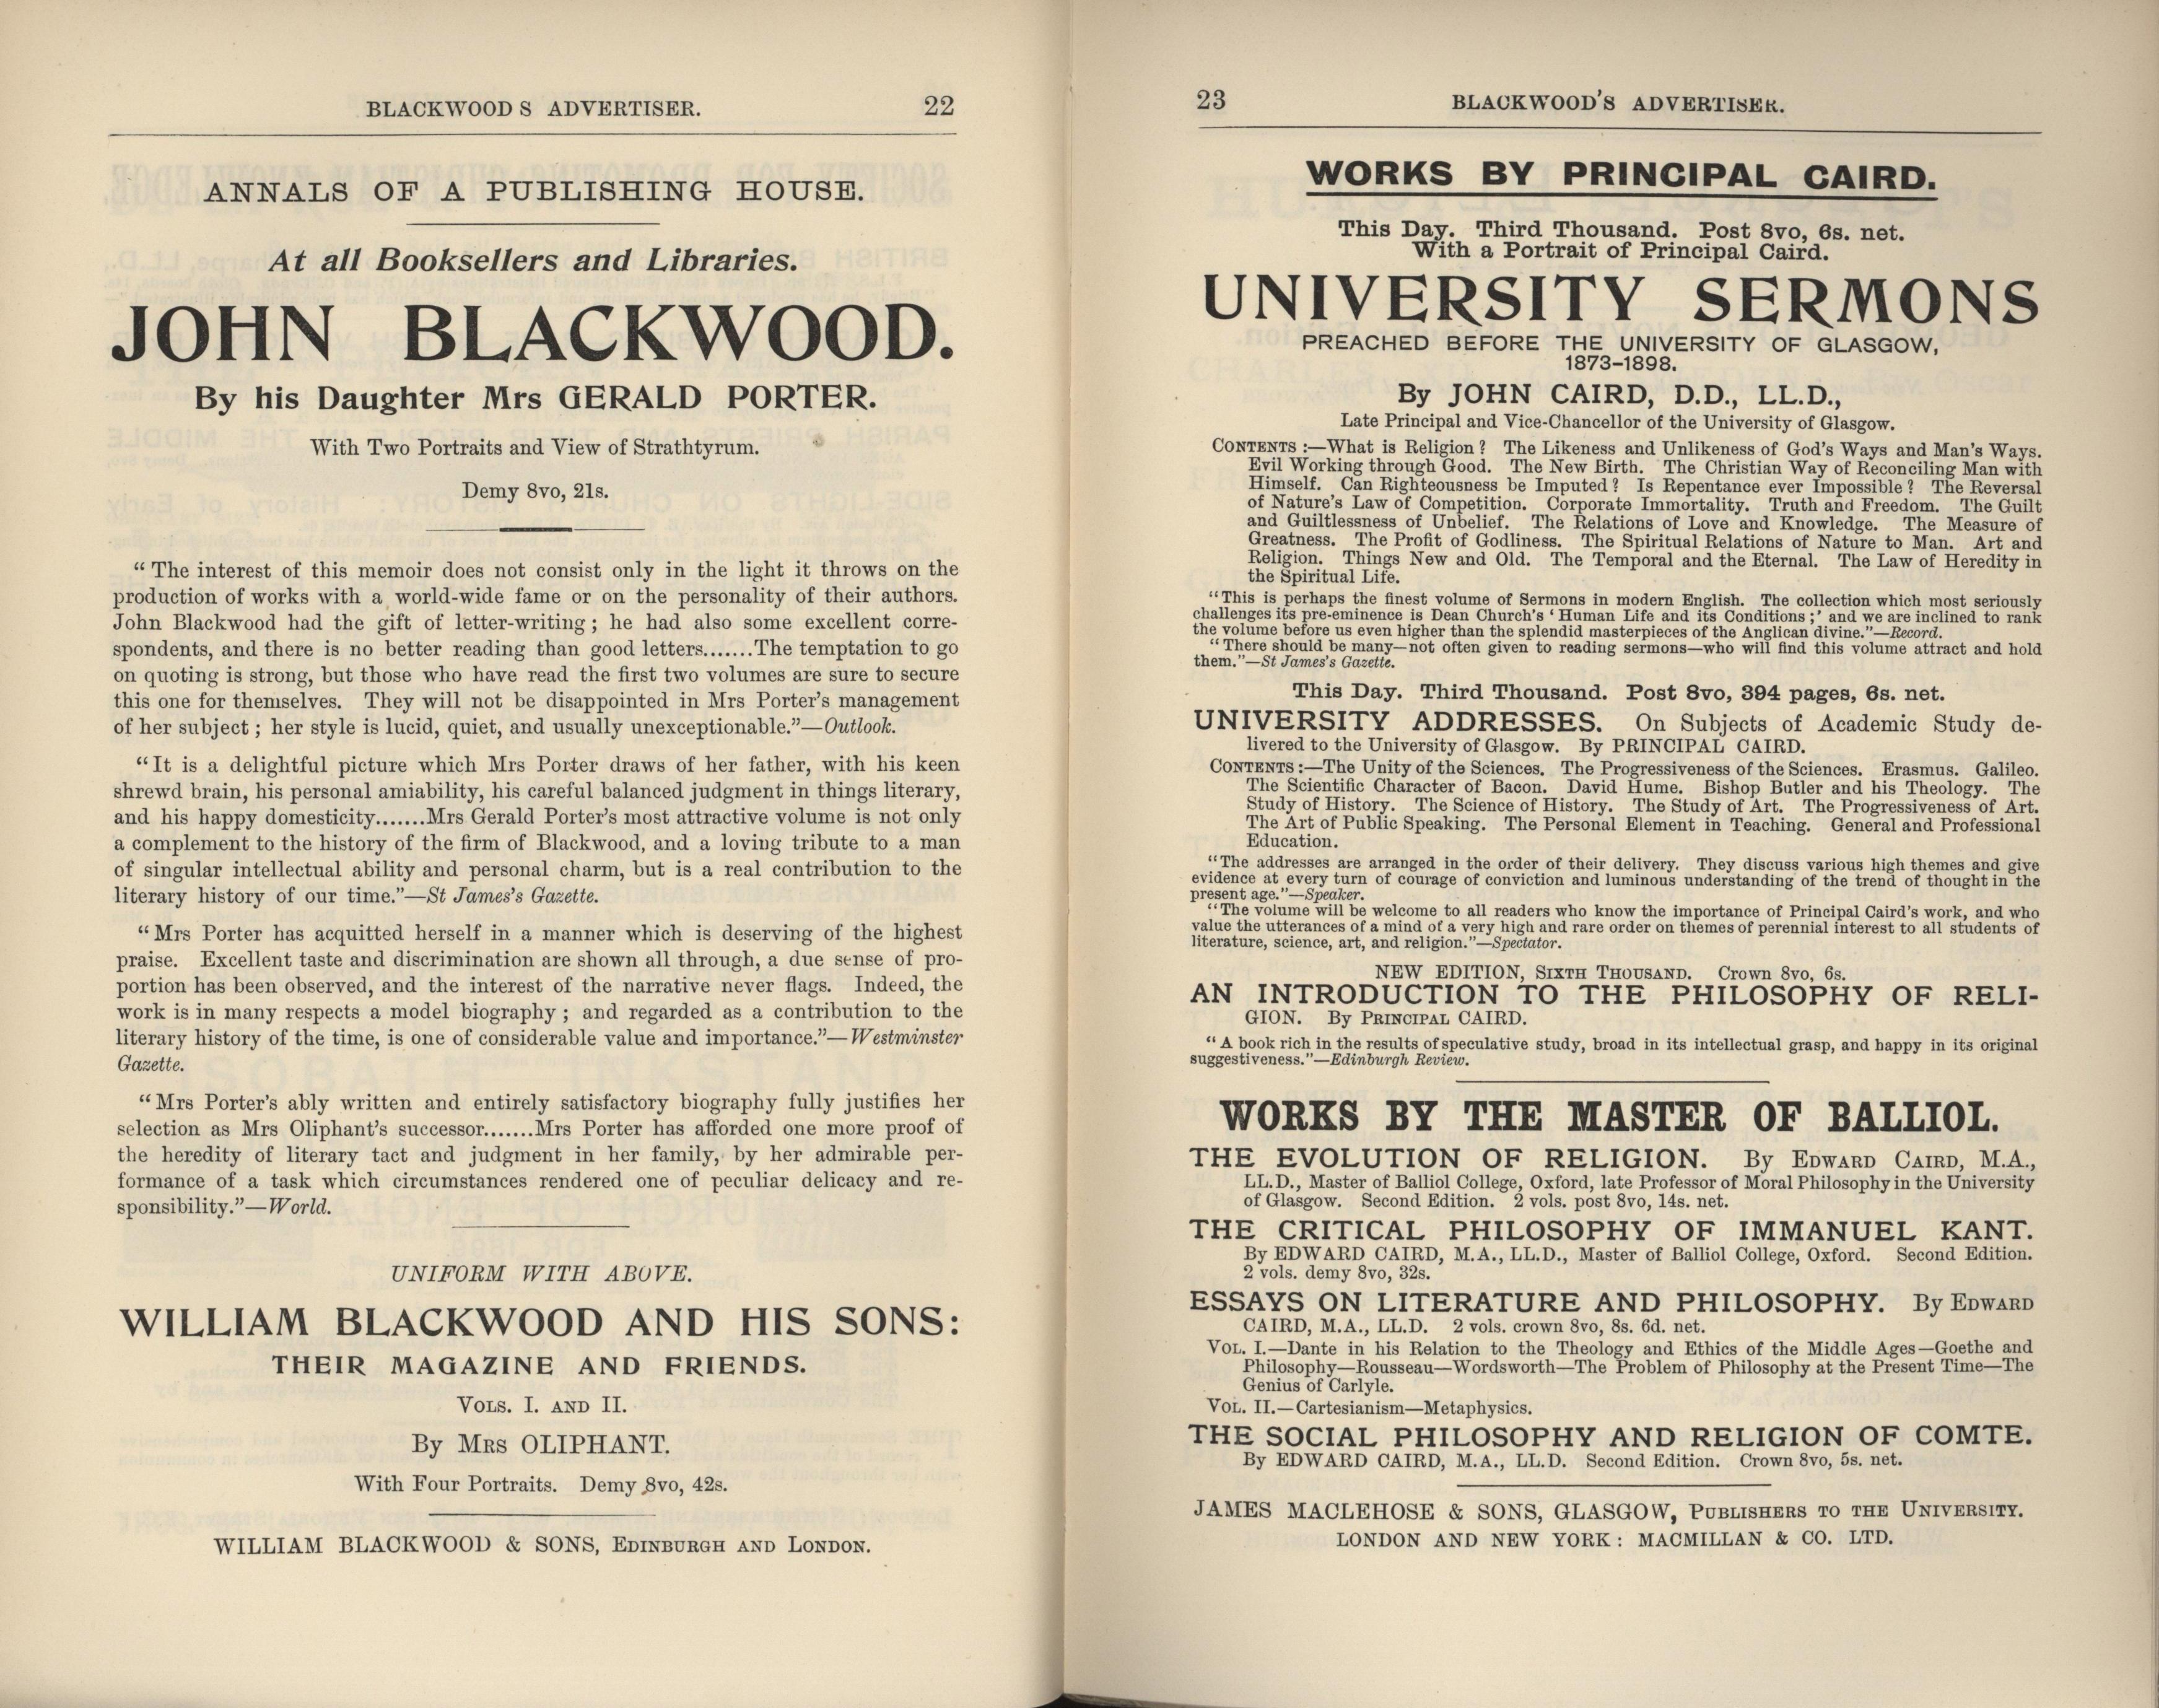 BLACKWOOD S ADVERTISER. 22
ANNALS OF A PUBLISHING HOUSE.
At all Booksellers and Libraries.
JOHN BLACKWOOD.
By his Daughter Mrs GERALD PORTER.
With Two Portraits and View of Strathtyrum.
Demy 8vo, 21s.
“The interest of this memoir does not consist only in the light it throws on the
production of works with a world-wide fame or on the personality of their authors.
John Blackwood had the gift of letter-writing; he had also some excellent corre-
spondents, and there is no better reading than good letters.......The temptation to go
on quoting is strong, but those who have read the first two volumes are sure to secure
this one for themselves. They will not be disappointed in Mrs Porter's management
of her subject; her style is lucid, quiet, and usually unexceptionable.”—Outlook.
“It is a delightful picture which Mrs Porter draws of her father, with his keen
shrewd brain, his personal amiability, his careful balanced judgment in things literary,
and his happy domesticity.......Mrs Gerald Porter's most attractive volume is not only
a complement to the history of the firm of Blackwood, and a loving tribute to a man
of singular intellectual ability and personal charm, but is a real contribution to the
literary history of our time.”—St James's Gazette.
“Mrs Porter has acquitted herself in a manner which is deserving of the highest
praise. Excellent taste and discrimination are shown all through, a due sense of pro-
portion has been observed, and the interest of the narrative never flags. Indeed, the
work is in many respects a model biography; and regarded as a contribution to the
literary history of the time, is one of considerable value and importance.”—Westminster
Gazette.
“Mrs Porter's ably written and entirely satisfactory biography fully justifies her
selection as Mrs Oliphant's successor.......Mrs Porter has afforded one more proof of
the heredity of literary tact and judgment in her family, by her admirable per-
formance of a task which circumstances rendered one of peculiar delicacy and re-
sponsibility.”—World.
UNIFORM WITH ABOVE.
WILLIAM BLACKWOOD AND HIS SONS:
THEIR MAGAZINE AND FRIENDS.
VOLS. I. AND II.
By MRS OLIPHANT.
With Four Portraits. Demy 8vo, 42s.
WILLIAM BLACKWOOD & SONS, EDINBURGH AND LONDON.
23 BLACKWOOD'S ADVERTISER.
WORKS BY PRINCIPAL CAIRD.
This Day. Third Thousand. Post 8vo, 6s. net.
With a Portrait of Principal Caird.
UNIVERSITY SERMONS
PREACHED BEFORE THE UNIVERSITY OF GLASGOW,
1873-1898.
By JOHN CAIRD, D.D., LL.D.,
Late Principal and Vice-Chancellor of the University of Glasgow.
CONTENTS:—What is Religion? The Likeness and Unlikeness of God's Ways and Man's Ways.
Evil Working through Good. The New Birth. The Christian Way of Reconciling Man with
Himself. Can Righteousness be Imputed? Is Repentance ever Impossible? The Reversal
of Nature's Law of Competition. Corporate Immortality. Truth and Freedom. The Guilt
and Guiltlessness of Unbelief. The Relations of Love and Knowledge. The Measure of
Greatness. The Profit of Godliness. The Spiritual Relations of Nature to Man. Art and
Religion. Things New and Old. The Temporal and the Eternal. The Law of Heredity in
the Spiritual Life.
“This is perhaps the finest volume of Sermons in modern English. The collection which most seriously
challenges its pre-eminence is Dean Church's ‘Human Life and its Conditions;’ and we are inclined to rank
the volume before us even higher than the splendid masterpieces of the Anglican divine.”—Record.
“There should be many—not often given to reading sermons—who will find this volume attract and hold
them.”—St James's Gazette.
This Day. Third Thousand. Post 8vo, 394 pages, 6s. net.
UNIVERSITY ADDRESSES. On Subjects of Academic Study de-
livered to the University of Glasgow. By PRINCIPAL CAIRD.
CONTENTS:—The Unity of the Sciences. The Progressiveness of the Sciences. Erasmus. Galileo.
The Scientific Character of Bacon. David Hume. Bishop Butler and his Theology. The
Study of History. The Science of History. The Study of Art. The Progressiveness of Art.
The Art of Public Speaking. The Personal Element in Teaching. General and Professional
Education.
“The addresses are arranged in the order of their delivery. They discuss various high themes and give
evidence at every turn of courage of conviction and luminous understanding of the trend of thought in the
present age.”—Speaker.
“The volume will be welcome to all readers who know the importance of Principal Caird's work, and who
value the utterances of a mind of a very high and rare order on themes of perennial interest to all students of
literature, science, art, and religion.”—Spectator.
NEW EDITION, SIXTH THOUSAND. Crown 8vo, 6s.
AN INTRODUCTION TO THE PHILOSOPHY OF RELI-
GION. By PRINCIPAL CAIRD.
“A book rich in the results of speculative study, broad in its intellectual grasp, and happy in its original
suggestiveness.”—Edinburgh Review.
WORKS BY THE MASTER OF BALLIOL.
THE EVOLUTION OF RELIGION. By EDWARD CAIRD, M.A.,
LL.D., Master of Balliol College, Oxford, late Professor of Moral Philosophy in the University
of Glasgow. Second Edition. 2 vols. post 8vo, 14s. net.
THE CRITICAL PHILOSOPHY OF IMMANUEL KANT.
By EDWARD CAIRD, M.A., LL.D., Master of Balliol College, Oxford. Second Edition.
2 vols. demy 8vo, 32s.
ESSAYS ON LITERATURE AND PHILOSOPHY. By EDWARD
CAIRD, M.A., LL.D. 2 vols. crown 8vo, 8s. 6d. net.
VOL. I.—Dante in his Relation to the Theology and Ethics of the Middle Ages—Goethe and
Philosophy—Rousseau—Wordsworth—The Problem of Philosophy at the Present Time—The
Genius of Carlyle.
VOL. II.—Cartesianism—Metaphysics.
THE SOCIAL PHILOSOPHY AND RELIGION OF COMTE.
By EDWARD CAIRD, M.A., LL.D. Second Edition. Crown 8vo, 5s. net.
JAMES MACLEHOSE & SONS, GLASGOW, PUBLISHERS TO THE UNIVERSITY.
LONDON AND NEW YORK: MACMILLAN & CO. LTD.